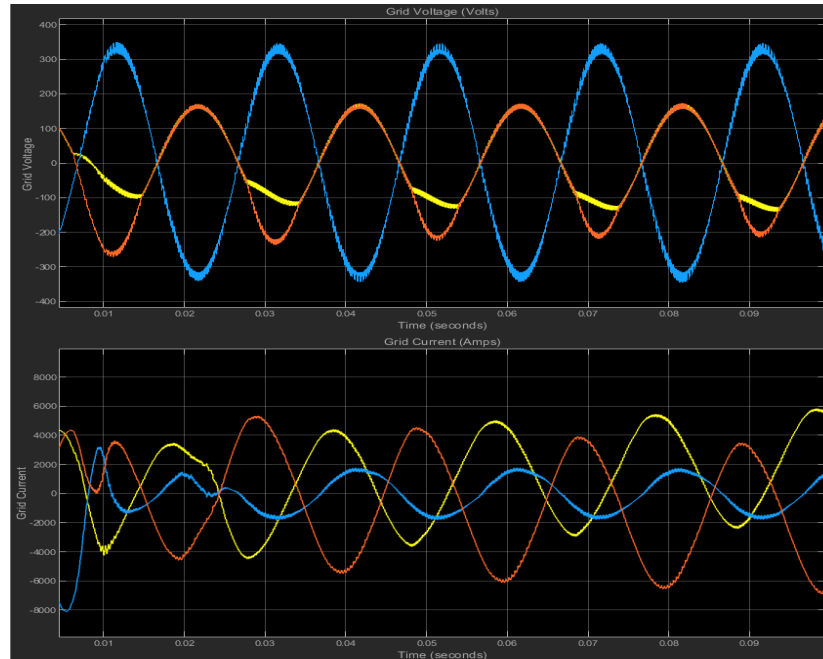 Grid Voltage (Volts)
400
300
200
100
0
-100
-200
-300
-400
Grid Voltage
0.01 0.02 0.03 0.04 0.05 0.06 0.07 0.08 0.09
Time (seconds)
Grid Current (Amps)
8000
6000
4000
2000
0
-2000
-4000
-6000
-8000
Grid Current
0.01 0.02 0.03 0.04 0.05 0.06 0.07 0.08 0.09
Time (seconds)